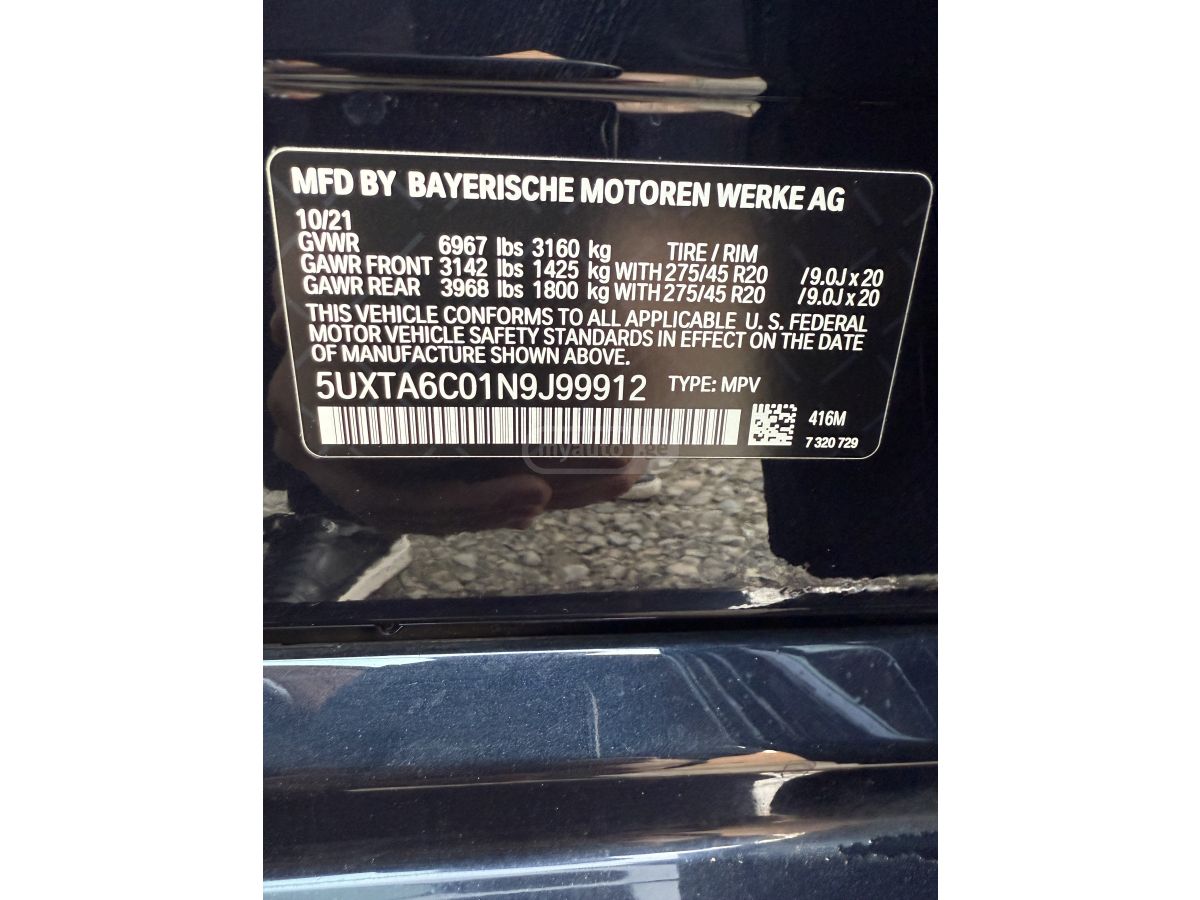 MFD BY BAYERISCHE MOTOREN WERKE AG
10/21
GVWR 6967 lbs 3160 kg TIRE / RIM
GAWR FRONT 3142 lbs 1425 kg WITH 275/45 R20 /9.0J x 20
GAWR REAR 3968 lbs 1800 kg WITH 275/45 R20 /9.0J x 20
THIS VEHICLE CONFORMS TO ALL APPLICABLE U. S. FEDERAL
MOTOR VEHICLE SAFETY STANDARDS IN EFFECT ON THE DATE
OF MANUFACTURE SHOWN ABOVE.
5UXTA6C01N9J99912 TYPE: MPV
416M
7 320 729
myauto.ge